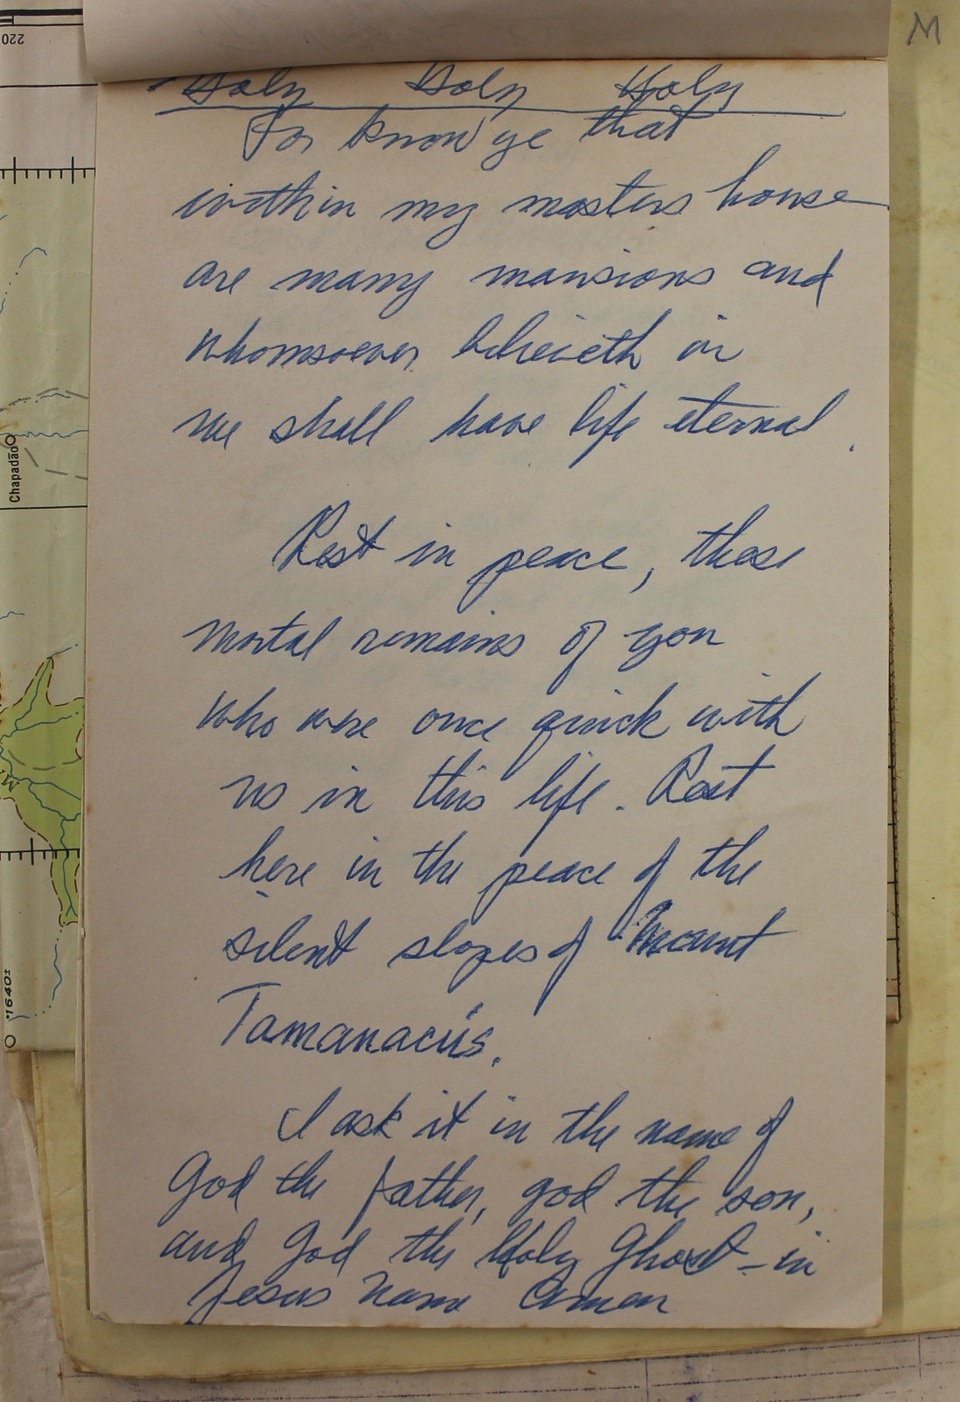 M
220
Holy Holy Holy
For know ye that
within my masters house
are many mansions and
whomsoever believeth in
me shall have life eternal.
Rest in peace, these
mortal remains of you
who were once quick with
us in this life. Rest
here in the peace of the
silent slopes of Mount
Tamanacús.
I ask it in the name of
God the father, god the son,
and God the Holy Ghost - in
Jesus name Amen
Chapadão
1640±